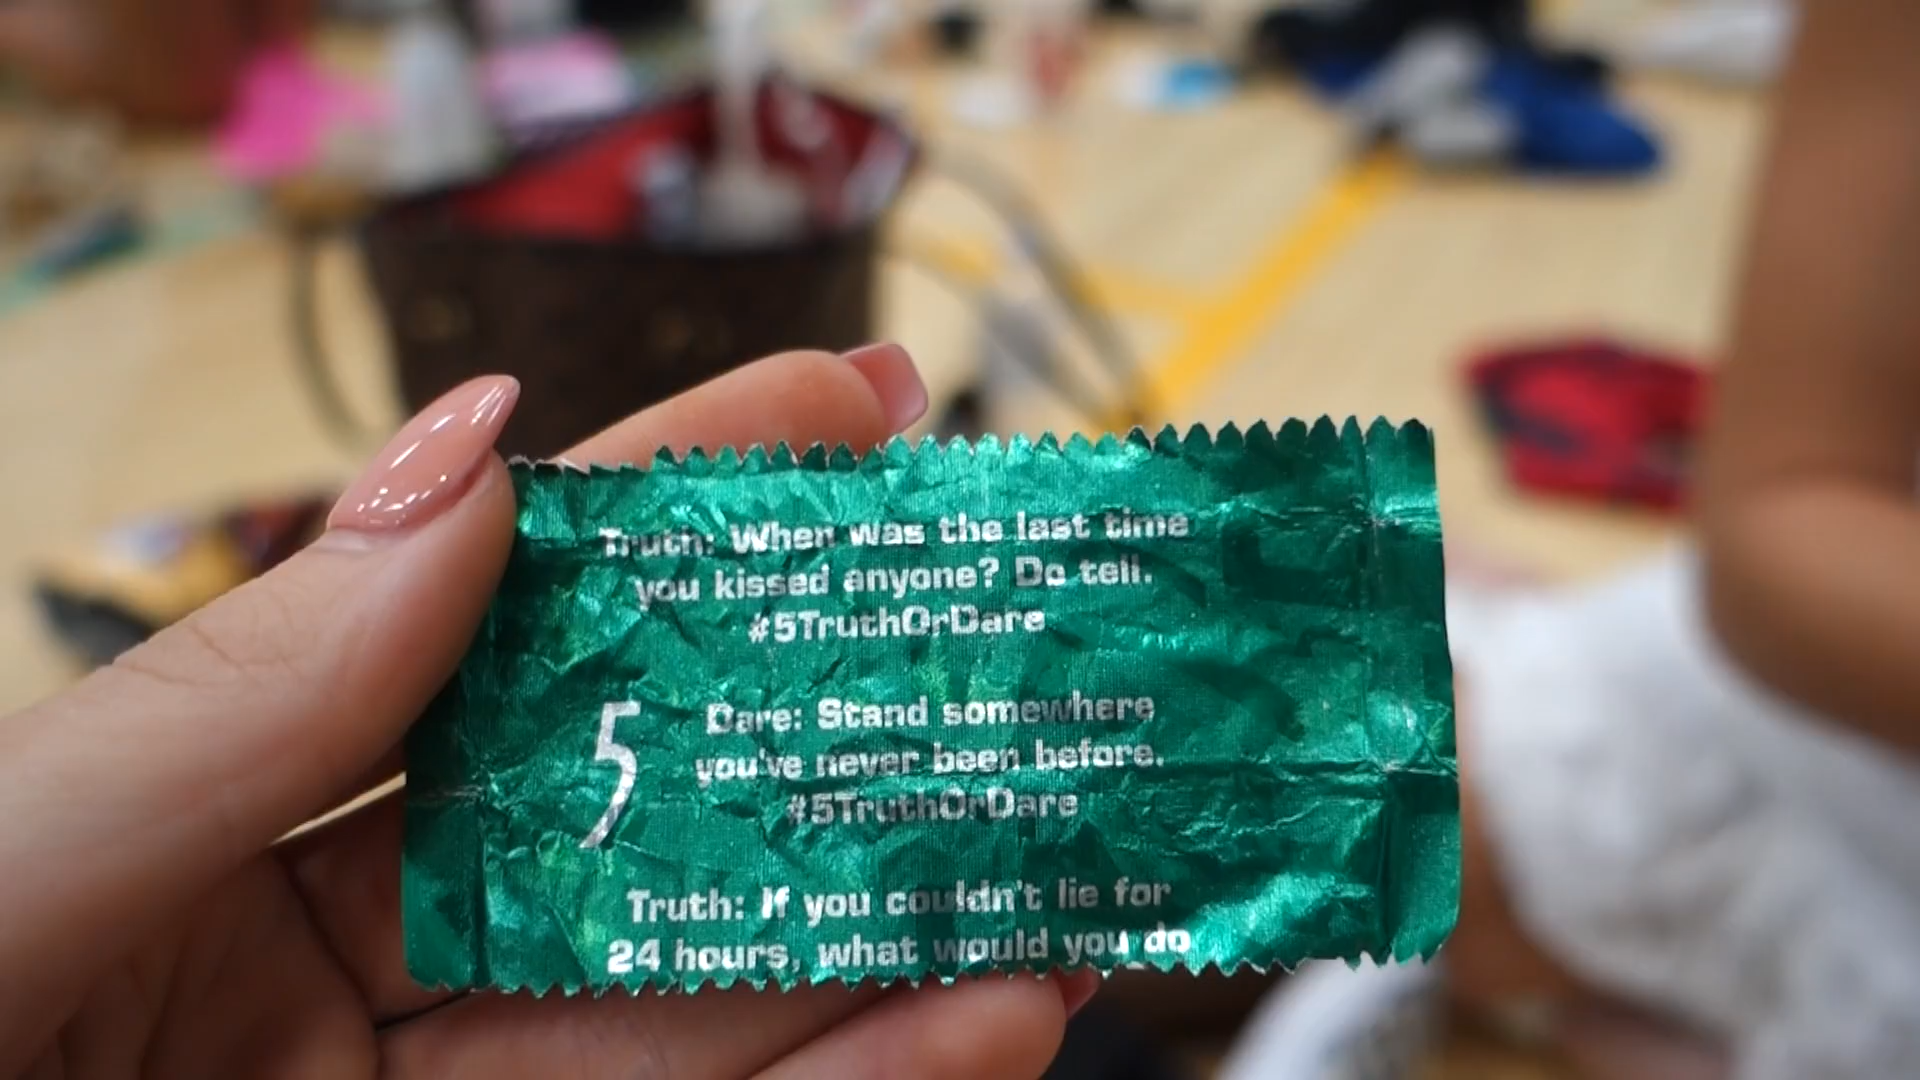 Truth: When was the last time
you kissed anyone? Do tell.
#5TruthOrDare
5
Dare: Stand somewhere
you've never been before.
#5TruthOrDare
Truth: If you couldn't lie for
24 hours, what would you do